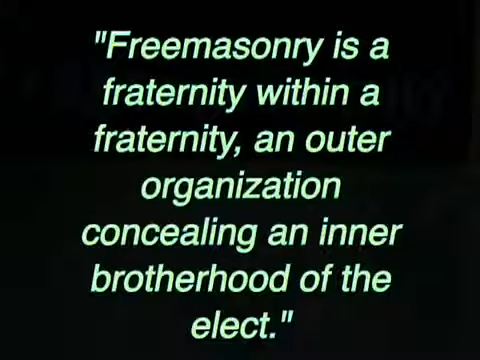 "Freemasonry is a
fraternity within a
fraternity, an outer
organization
concealing an inner
brotherhood of the
elect."